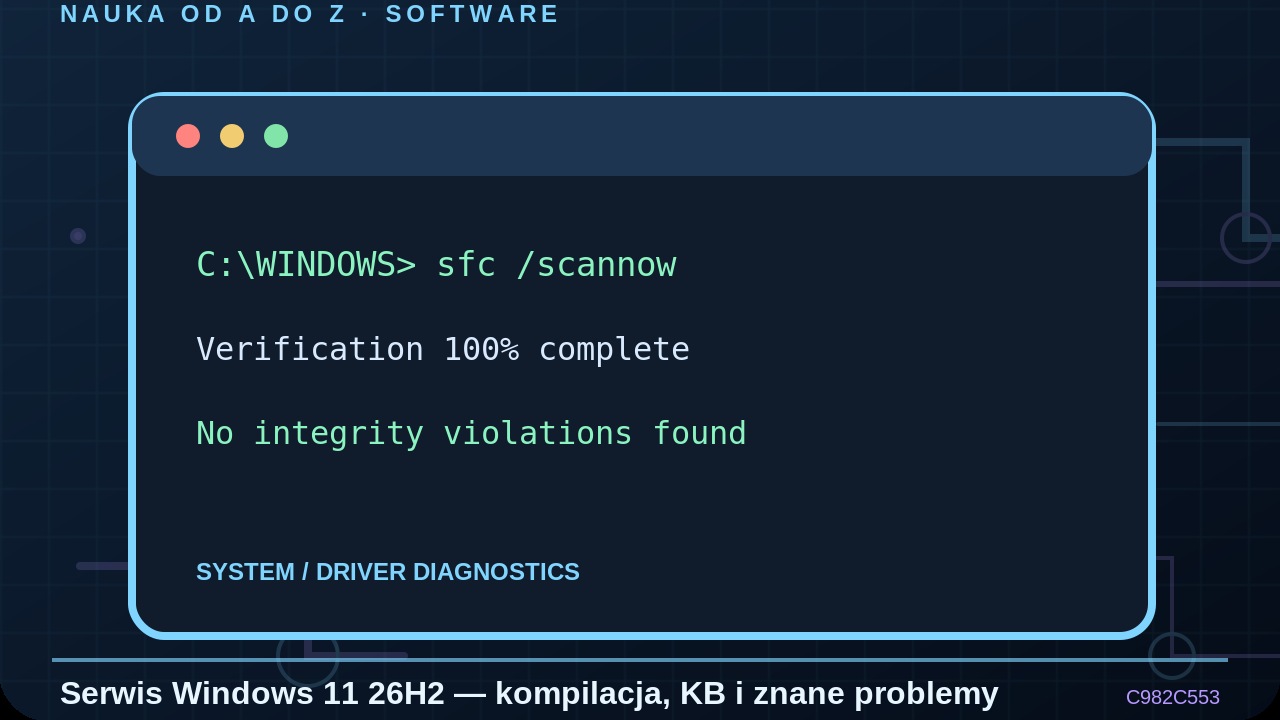 NAUKA OD A DO Z · SOFTWARE
C:\WINDOWS> sfc /scannow
Verification 100% complete
No integrity violations found
SYSTEM / DRIVER DIAGNOSTICS
Serwis Windows 11 26H2 — kompilacja, KB i znane problemy
C982C553